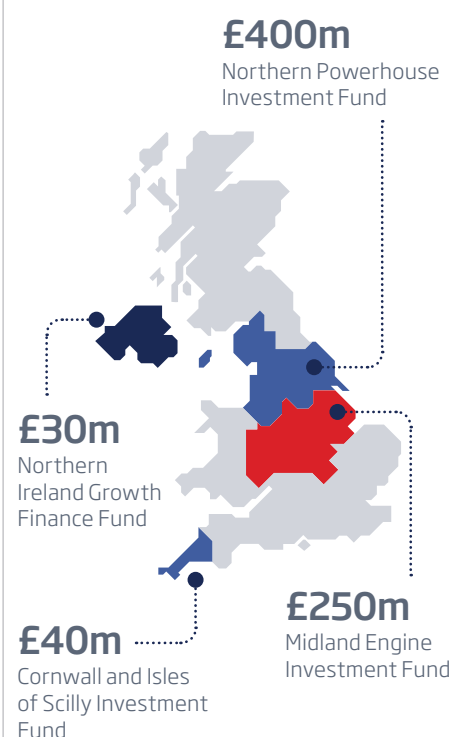 £400m
Northern Powerhouse
Investment Fund
£30m
Northern
Ireland Growth
Finance Fund
£250m
Midland Engine
Investment Fund
£40m
Cornwall and Isles
of Scilly Investment
Fund